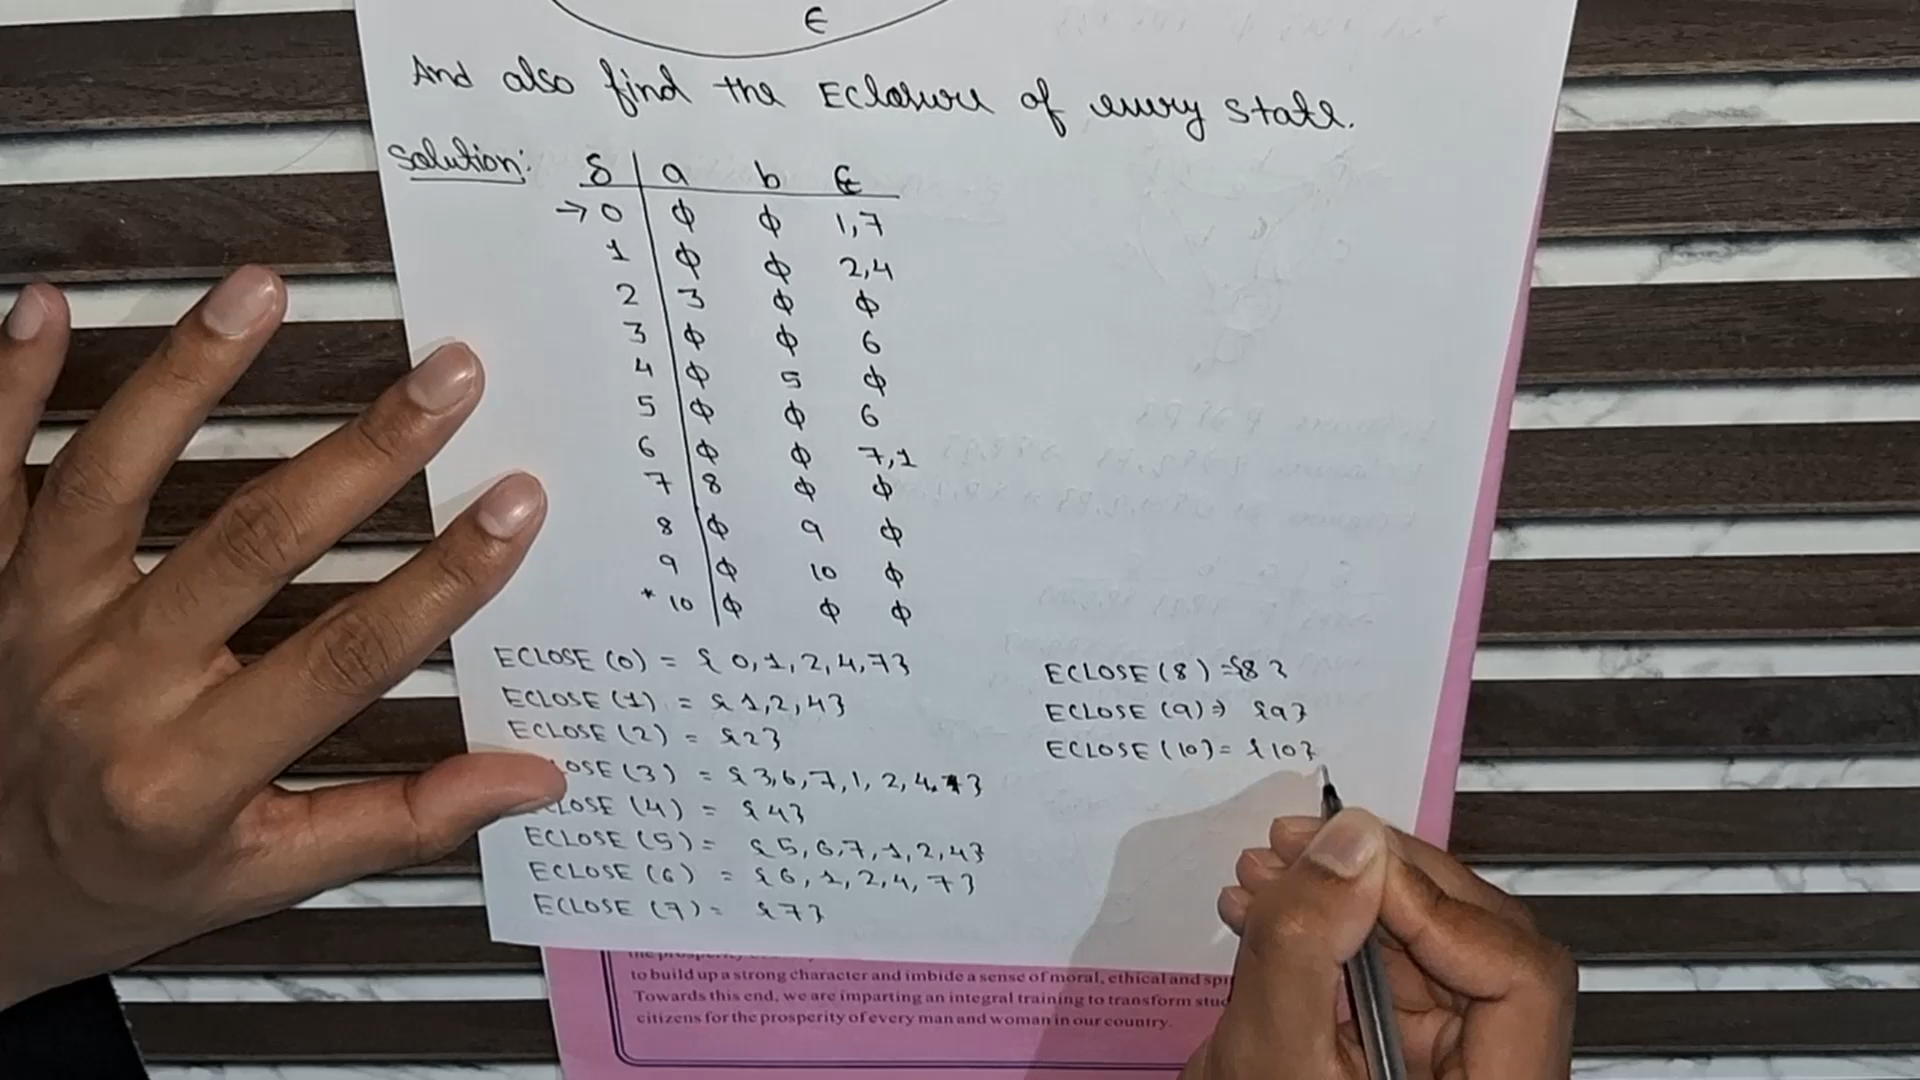 ϵ
And also find the Eclosure of every state.
Solution:
δ a b ϵ
→ 0 ϕ ϕ 1,7
1 ϕ ϕ 2,4
2 3 ϕ ϕ
3 ϕ ϕ 6
4 ϕ 5 ϕ
5 ϕ ϕ 6
6 ϕ ϕ 7,1
7 8 ϕ ϕ
8 ϕ 9 ϕ
9 ϕ 10 ϕ
* 10 ϕ ϕ ϕ
ECLOSE (0) = {0,1,2,4,7}
ECLOSE (1) = {1,2,4}
ECLOSE (2) = {2}
LOSE (3) = {3,6,7,1,2,4}
CLOSE (4) = {4}
ECLOSE (5) = {5,6,7,1,2,4}
ECLOSE (6) = {6,1,2,4,7}
ECLOSE (7) = {7}
ECLOSE (8) = {8}
ECLOSE (9) ⇒ {9}
ECLOSE (10) = {10}
to build up a strong character and imbide a sense of moral, ethical and
Towards this end, we are imparting an integral training to transform
citizens for the prosperity of every man and woman in our country.